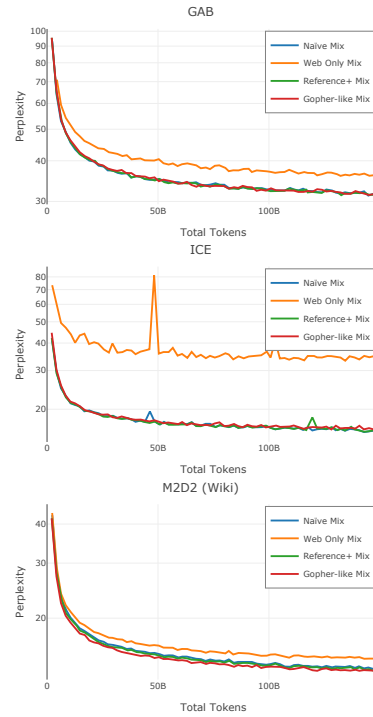 GAB
100
90
80
70
60
50
40
30
Perplexity
0
50B
100B
Total Tokens
Naïve Mix
Web Only Mix
Reference+ Mix
Gopher-like Mix
ICE
80
70
60
50
40
30
20
Perplexity
0
50B
100B
Total Tokens
Naïve Mix
Web Only Mix
Reference+ Mix
Gopher-like Mix
M2D2 (Wiki)
40
30
20
Perplexity
0
50B
100B
Total Tokens
Naïve Mix
Web Only Mix
Reference+ Mix
Gopher-like Mix